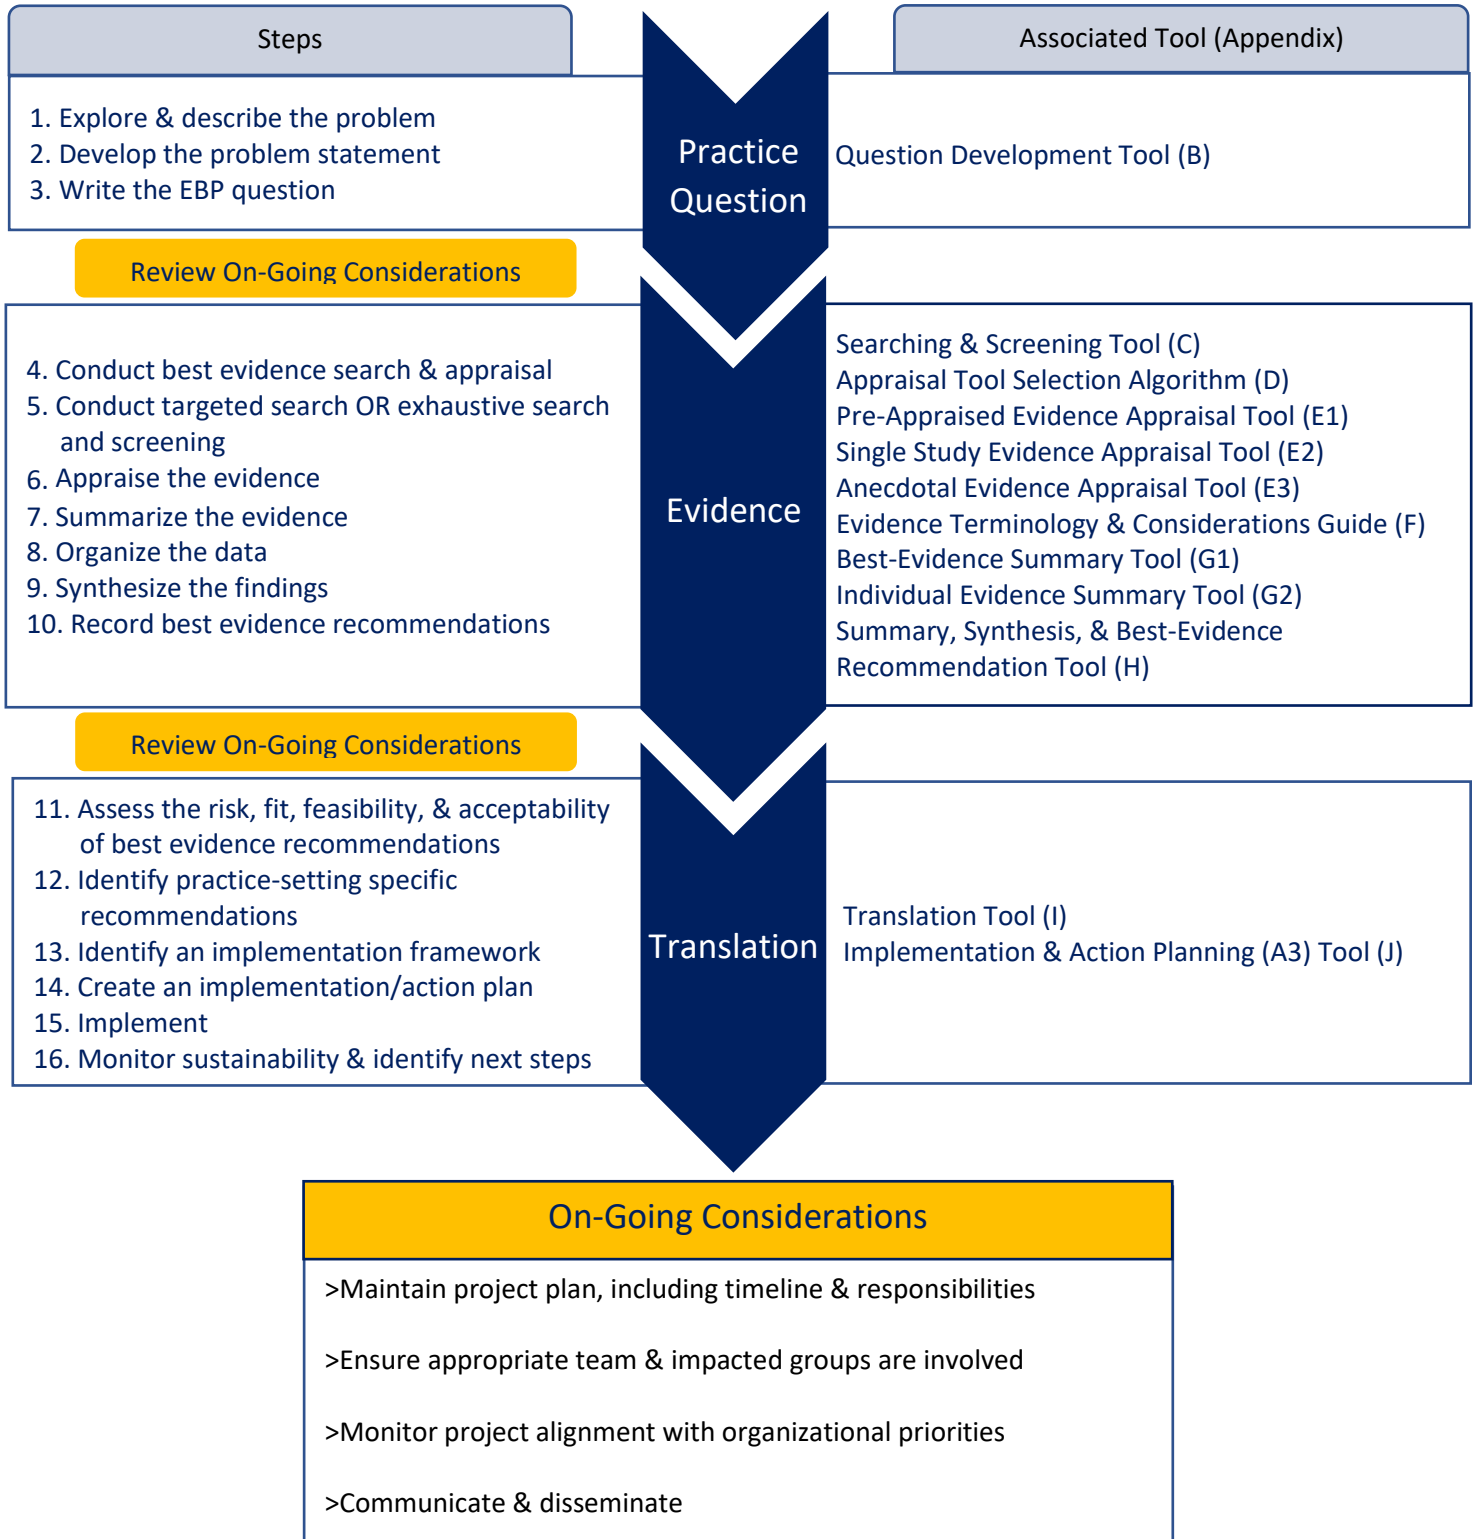 Steps
Associated Tool (Appendix)
1. Explore & describe the problem
2. Develop the problem statement
3. Write the EBP question
Practice
Question
Question Development Tool (B)
Review On-Going Considerations
4. Conduct best evidence search & appraisal
5. Conduct targeted search OR exhaustive search
and screening
6. Appraise the evidence
7. Summarize the evidence
8. Organize the data
9. Synthesize the findings
10. Record best evidence recommendations
Evidence
Searching & Screening Tool (C)
Appraisal Tool Selection Algorithm (D)
Pre-Appraised Evidence Appraisal Tool (E1)
Single Study Evidence Appraisal Tool (E2)
Anecdotal Evidence Appraisal Tool (E3)
Evidence Terminology & Considerations Guide (F)
Best-Evidence Summary Tool (G1)
Individual Evidence Summary Tool (G2)
Summary, Synthesis, & Best-Evidence
Recommendation Tool (H)
Review On-Going Considerations
11. Assess the risk, fit, feasibility, & acceptability
of best evidence recommendations
12. Identify practice-setting specific
recommendations
13. Identify an implementation framework
14. Create an implementation/action plan
15. Implement
16. Monitor sustainability & identify next steps
Translation
Translation Tool (I)
Implementation & Action Planning (A3) Tool (J)
On-Going Considerations
>Maintain project plan, including timeline & responsibilities
>Ensure appropriate team & impacted groups are involved
>Monitor project alignment with organizational priorities
>Communicate & disseminate